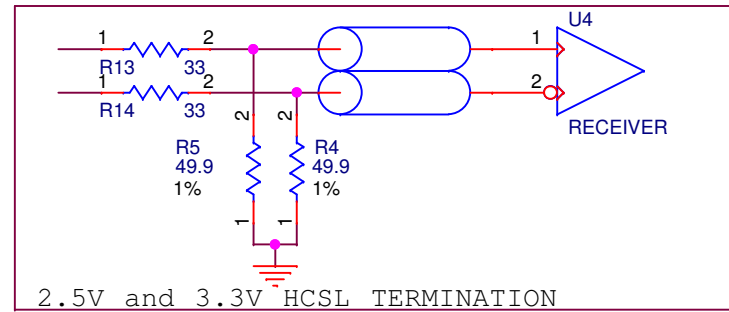 U4
1 2 1
R13 33
1 2 2
R14 33
RECEIVER
2 2
R5 R4
49.9 49.9
1% 1%
1 1
2.5V and 3.3V HCSL TERMINATION